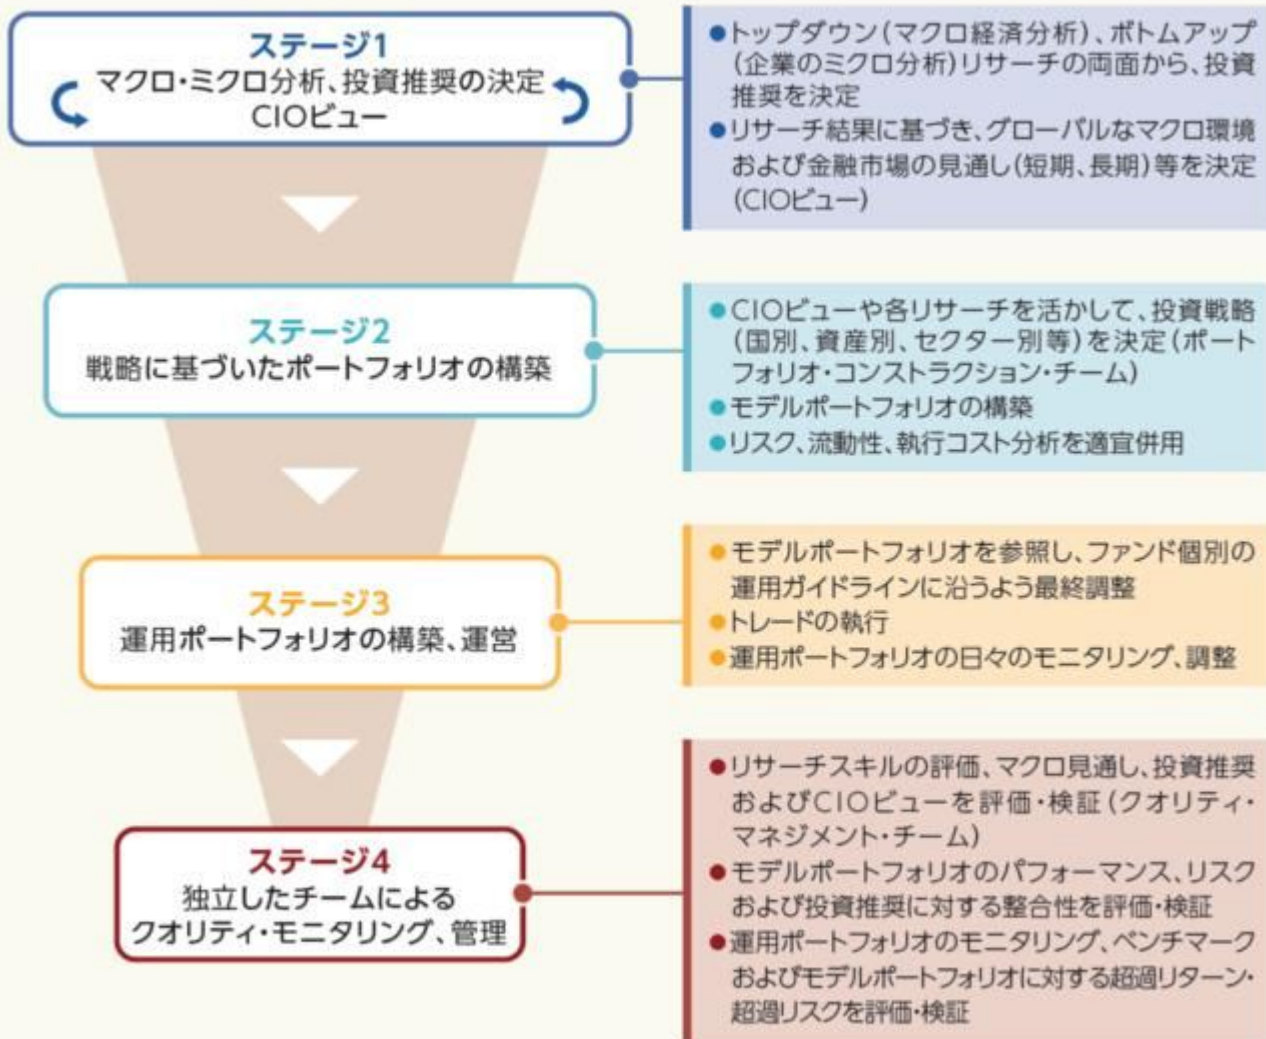 ステージ1
マクロ・ミクロ分析、投資推奨の決定
CIOビュー
●トップダウン(マクロ経済分析)、ボトムアップ
(企業のミクロ分析)リサーチの両面から、投資
推奨を決定
●リサーチ結果に基づき、グローバルなマクロ環境
および金融市場の見通し(短期、長期)等を決定
(CIOビュー)
ステージ2
戦略に基づいたポートフォリオの構築
●CIOビューや各リサーチを活かして、投資戦略
(国別、資産別、セクター別等)を決定(ポート
フォリオ・コンストラクション・チーム)
●モデルポートフォリオの構築
●リスク、流動性、執行コスト分析を適宜併用
ステージ3
運用ポートフォリオの構築、運営
●モデルポートフォリオを参照し、ファンド個別の
運用ガイドラインに沿うよう最終調整
●トレードの執行
●運用ポートフォリオの日々のモニタリング、調整
ステージ4
独立したチームによる
クオリティ・モニタリング、管理
●リサーチスキルの評価、マクロ見通し、投資推奨
およびCIOビューを評価・検証(クオリティ・
マネジメント・チーム)
●モデルポートフォリオのパフォーマンス、リスク
および投資推奨に対する整合性を評価・検証
●運用ポートフォリオのモニタリング、ベンチマーク
およびモデルポートフォリオに対する超過リターン・
超過リスクを評価・検証